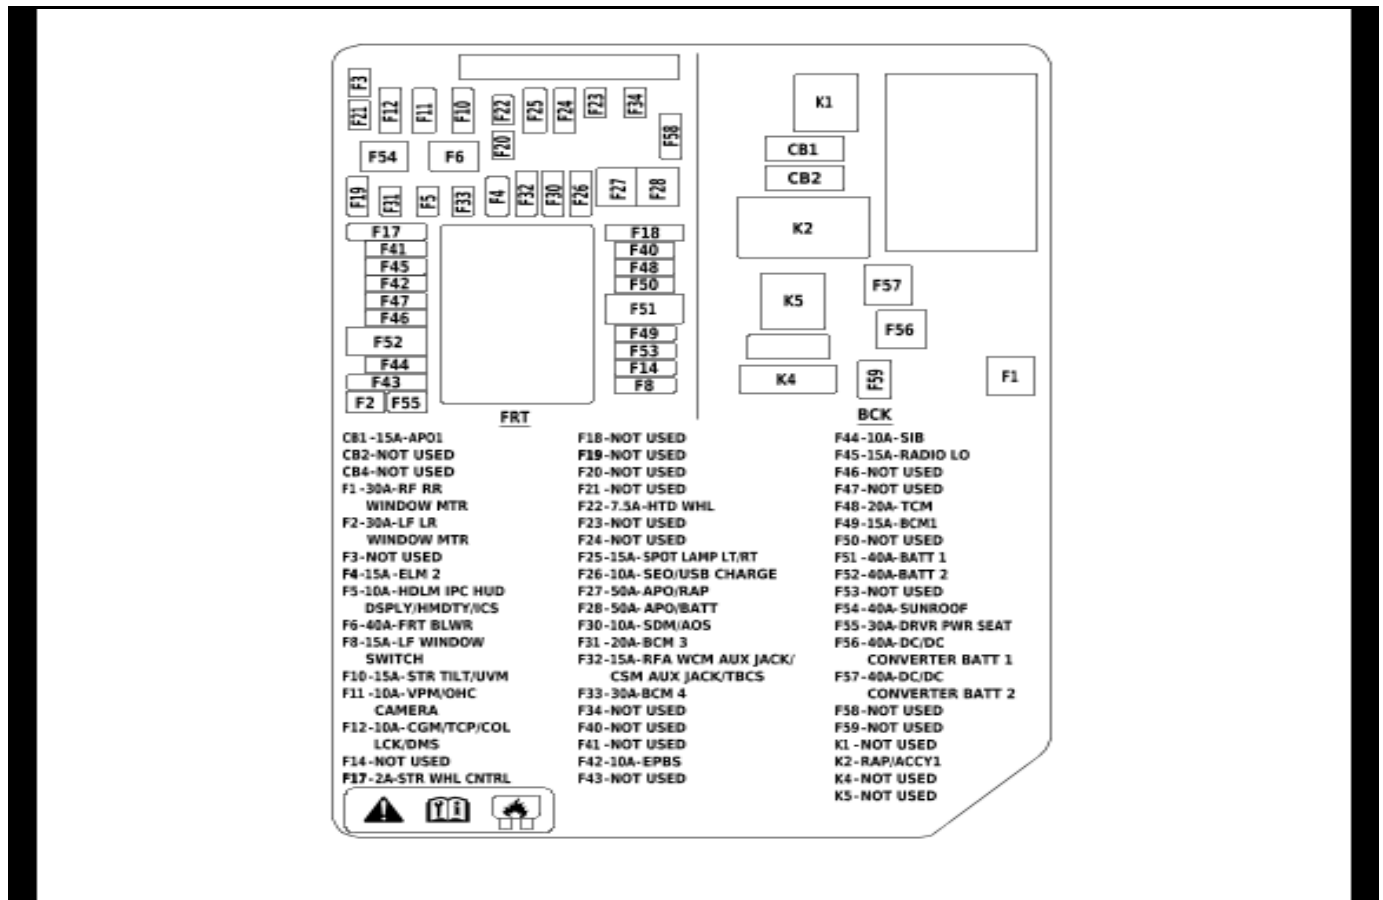 F3
F21
F12
F11
F10
F22
F25
F24
F23
F34
F20
F58
F54
F6
F19
F31
F5
F33
F4
F32
F30
F26
F27
F28
F17
F41
F45
F42
F47
F46
F52
F44
F43
F2 F55
F18
F40
F48
F50
F51
F49
F53
F14
F8
FRT
K1
CB1
CB2
K2
K5
F57
F56
K4
F59
F1
BCK
CB1-15A-APO1
CB2-NOT USED
CB4-NOT USED
F1-30A-RF RR
WINDOW MTR
F2-30A-LF LR
WINDOW MTR
F3-NOT USED
F4-15A-ELM 2
F5-10A-HDLM IPC HUD
DSPLY/HMDTY/ICS
F6-40A-FRT BLWR
F8-15A-LF WINDOW
SWITCH
F10-15A-STR TILT/UVM
F11-10A-VPM/OHC
CAMERA
F12-10A-CGM/TCP/COL
LCK/DMS
F14-NOT USED
F17-2A-STR WHL CNTRL
F18-NOT USED
F19-NOT USED
F20-NOT USED
F21-NOT USED
F22-7.5A-HTD WHL
F23-NOT USED
F24-NOT USED
F25-15A-SPOT LAMP LT/RT
F26-10A-SEO/USB CHARGE
F27-50A-APO/RAP
F28-50A-APO/BATT
F30-10A-SDM/AOS
F31-20A-BCM 3
F32-15A-RFA WCM AUX JACK/
CSM AUX JACK/TBCS
F33-30A-BCM 4
F34-NOT USED
F40-NOT USED
F41-NOT USED
F42-10A-EPBS
F43-NOT USED
F44-10A-SIB
F45-15A-RADIO LO
F46-NOT USED
F47-NOT USED
F48-20A-TCM
F49-15A-BCM1
F50-NOT USED
F51-40A-BATT 1
F52-40A-BATT 2
F53-NOT USED
F54-40A-SUNROOF
F55-30A-DRVR PWR SEAT
F56-40A-DC/DC
CONVERTER BATT 1
F57-40A-DC/DC
CONVERTER BATT 2
F58-NOT USED
F59-NOT USED
K1-NOT USED
K2-RAP/ACCY1
K4-NOT USED
K5-NOT USED